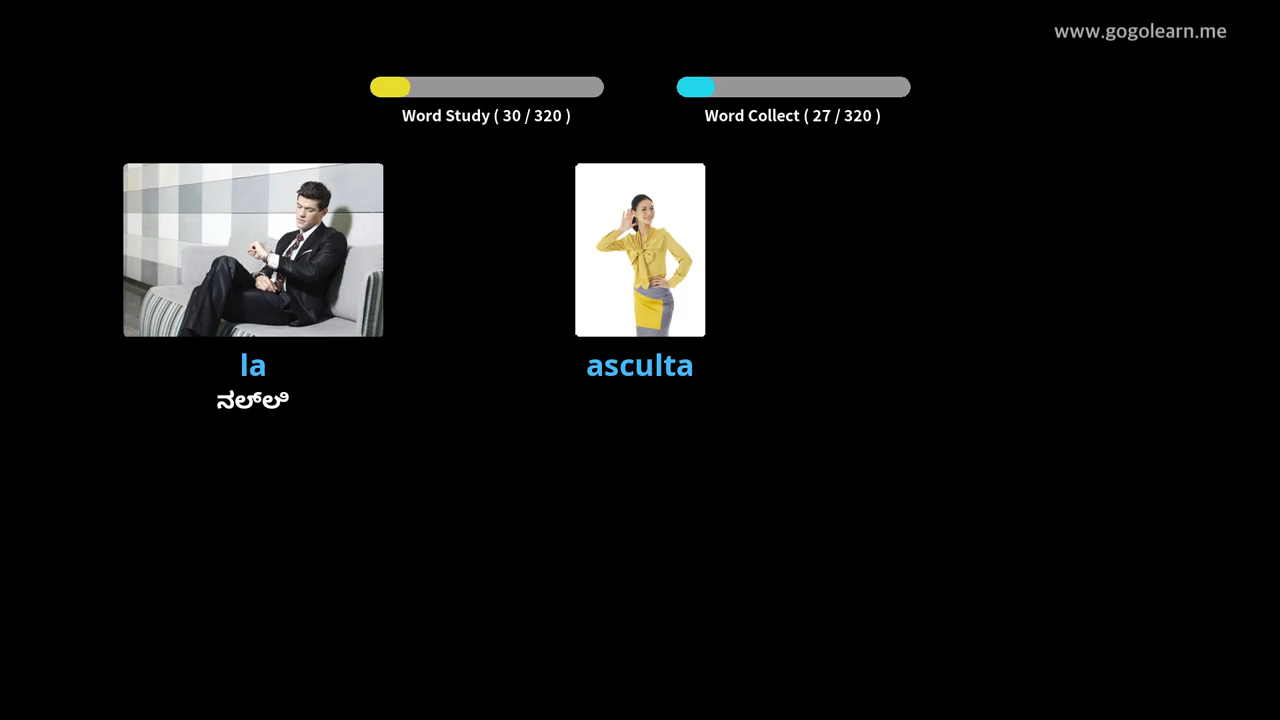 www.gogolearn.me
Word Study ( 30 / 320 )
Word Collect ( 27 / 320 )
la
asculta
ನಲ್ಲಿ